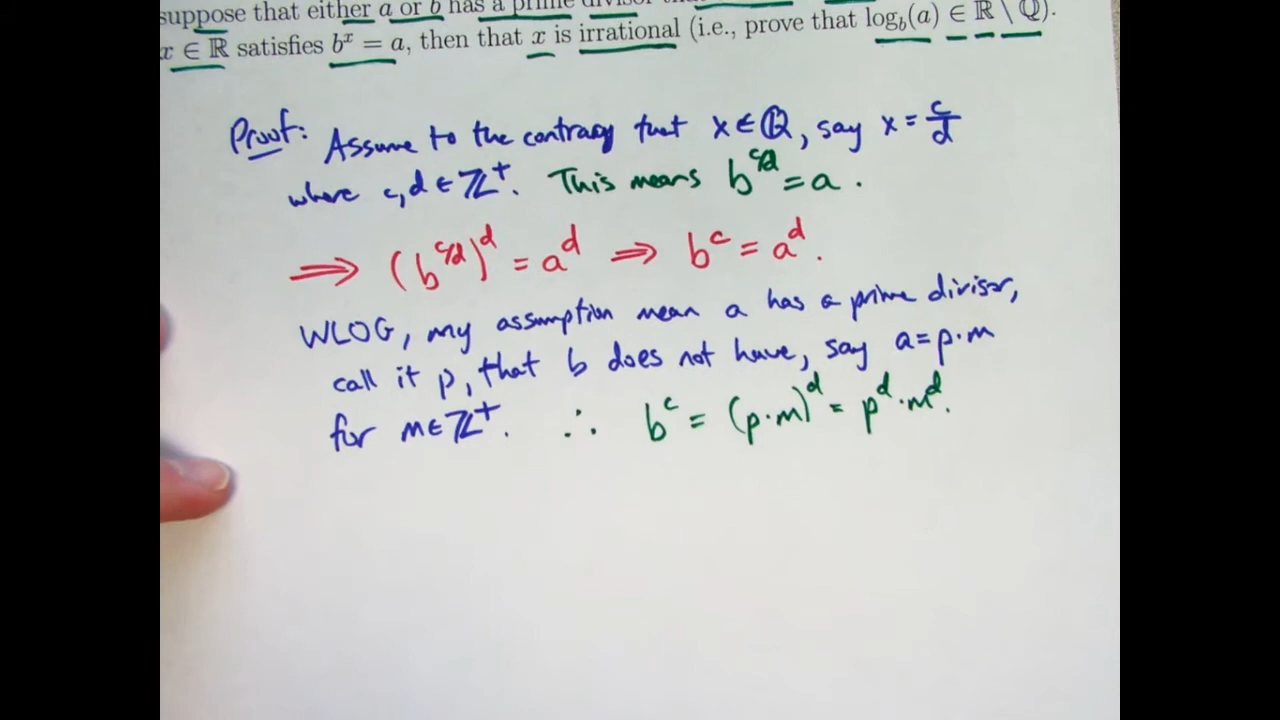 suppose that either a or b has a prime divisor
x ∈ ℝ satisfies bˣ = a, then that x is irrational (i.e., prove that log_b(a) ∈ ℝ \ ℚ).
Proof: Assume to the contrary that x ∈ ℚ, say x = c/d
where c, d ∈ ℤ⁺. This means b^{c/d} = a.
⟹ (b^{c/d})^d = a^d ⟹ b^c = a^d.
WLOG, my assumption mean a has a prime divisor,
call it p, that b does not have, say a = p·m
for m ∈ ℤ⁺. ∴ b^c = (p·m)^d = p^d·m^d.